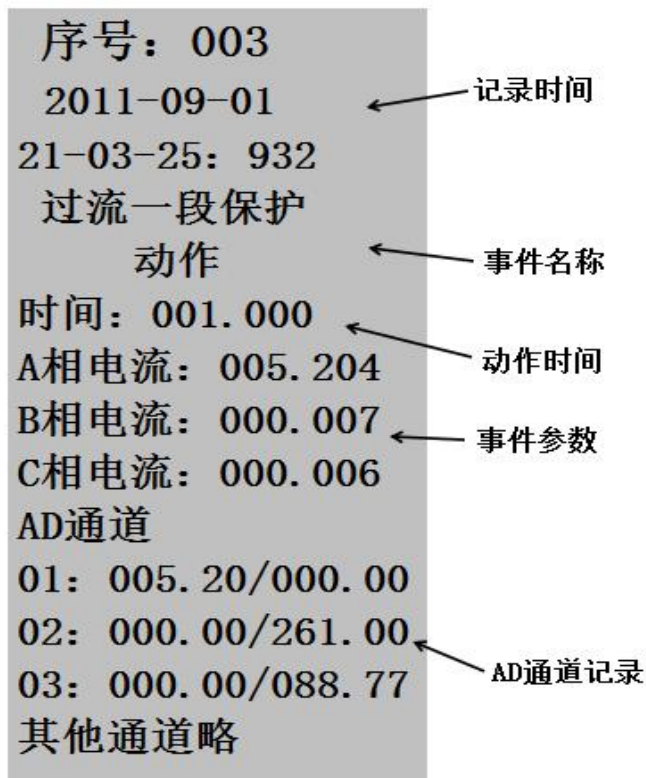 序号：003
2011-09-01
记录时间
21-03-25：932
过流一段保护
动作
事件名称
时间：001.000
动作时间
A相电流：005.204
B相电流：000.007
事件参数
C相电流：000.006
AD通道
01：005.20/000.00
02：000.00/261.00
03：000.00/088.77
AD通道记录
其他通道略